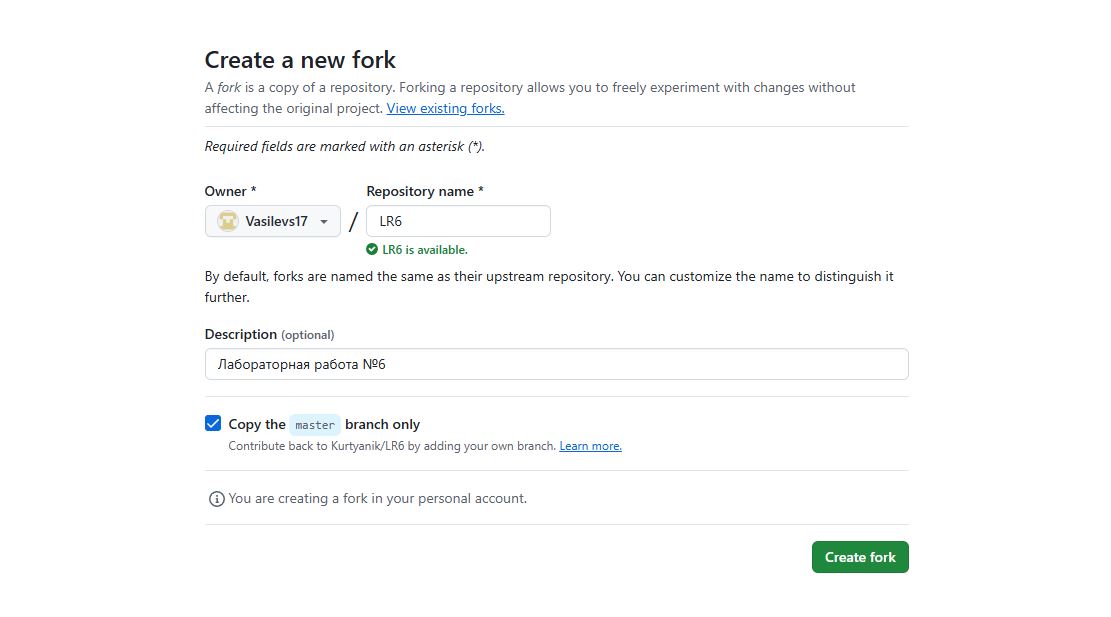 Create a new fork
A fork is a copy of a repository. Forking a repository allows you to freely experiment with changes without
affecting the original project. View existing forks.
Required fields are marked with an asterisk (*).
Owner *
Repository name *
Vasilevs17
/
LR6
LR6 is available.
By default, forks are named the same as their upstream repository. You can customize the name to distinguish it
further.
Description (optional)
Лабораторная работа №6
Copy the master branch only
Contribute back to Kurtyanik/LR6 by adding your own branch. Learn more.
You are creating a fork in your personal account.
Create fork